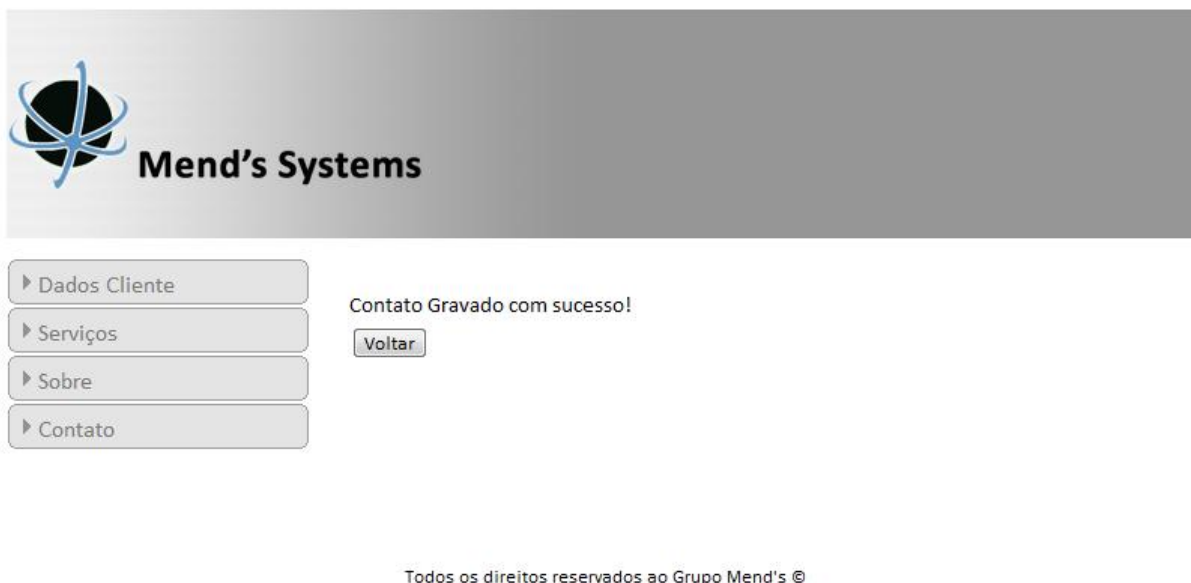 Mend's Systems
Dados Cliente
Serviços
Sobre
Contato
Contato Gravado com sucesso!
Voltar
Todos os direitos reservados ao Grupo Mend's ©